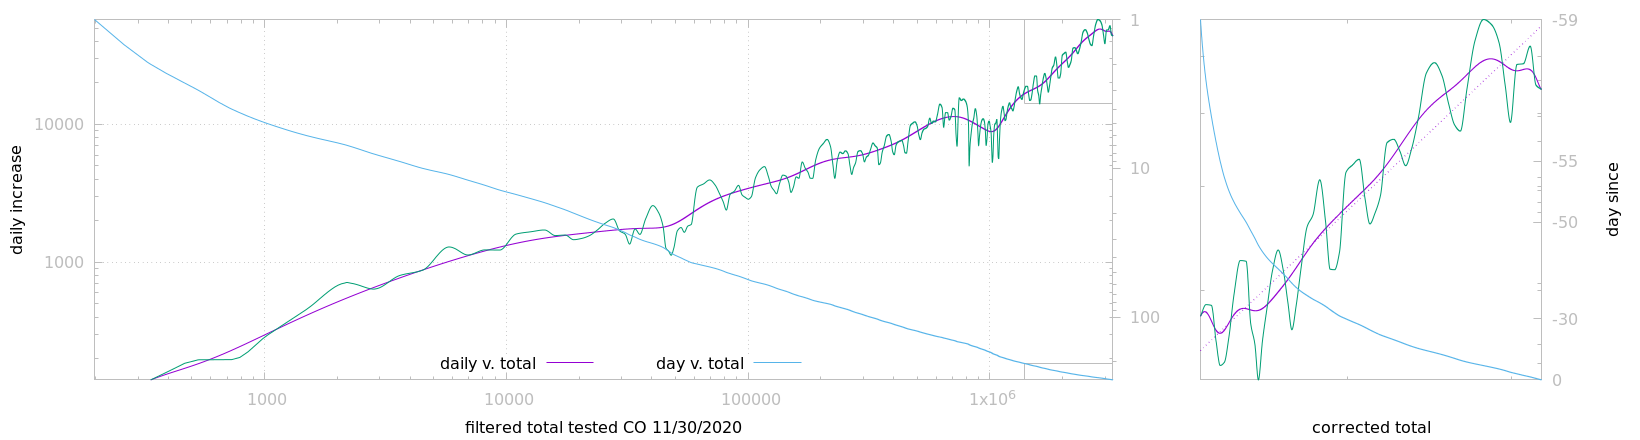 daily increase
10000
1000
1000
10000
100000
1x10⁶
1
10
100
daily v. total
day v. total
filtered total tested CO 11/30/2020
-59
-55
-50
-30
0
day since
corrected total